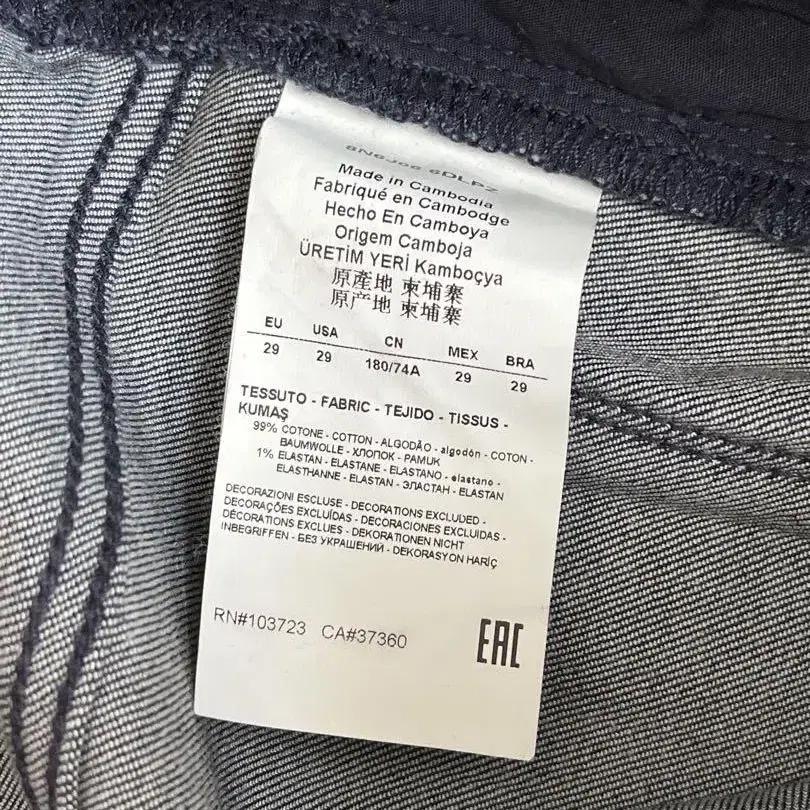 Made in Cambodia
Fabriqué en Cambodge
Hecho En Camboya
Origem Camboja
ÜRETİM YERİ Kamboçya
原產地 柬埔寨
原产地 柬埔寨
EU USA CN MEX BRA
29 29 180/74A 29 29
TESSUTO - FABRIC - TEJIDO - TISSUS -
KUMAŞ
99% COTONE - COTTON - ALGODÃO - algodón - COTON -
BAUMWOLLE - ХЛОПОК - PAMUK
1% ELASTAN - ELASTANE - ELASTANO - elastano -
ELASTHANNE - ELASTAN - ЭЛАСТАН - ELASTAN
DECORAZIONI ESCLUSE - DECORATIONS EXCLUDED -
DECORAÇÕES EXCLUÍDAS - DECORACIONES EXCLUIDAS -
DÉCORATIONS EXCLUES - DEKORATIONEN NICHT
INBEGRIFFEN - БЕЗ УКРАШЕНИЙ - DEKORASYON HARİÇ
RN#103723 CA#37360
EAC